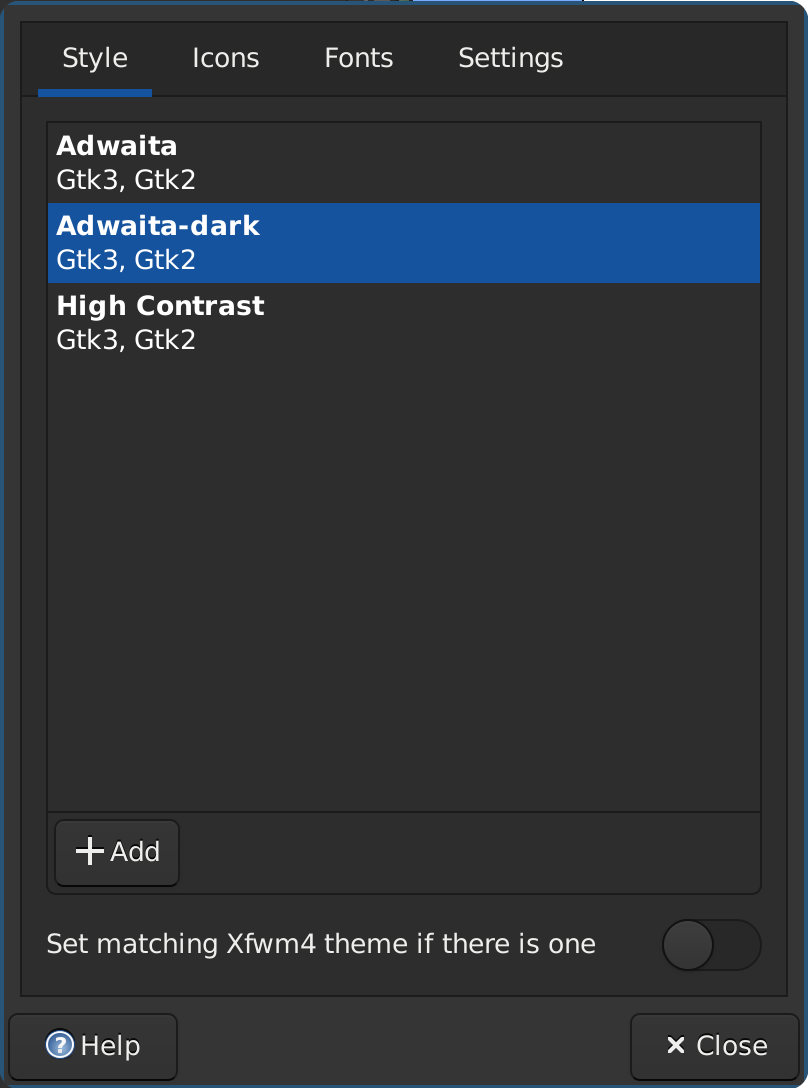 Style Icons Fonts Settings
Adwaita
Gtk3, Gtk2
Adwaita-dark
Gtk3, Gtk2
High Contrast
Gtk3, Gtk2
Add
Set matching Xfwm4 theme if there is one
Help Close